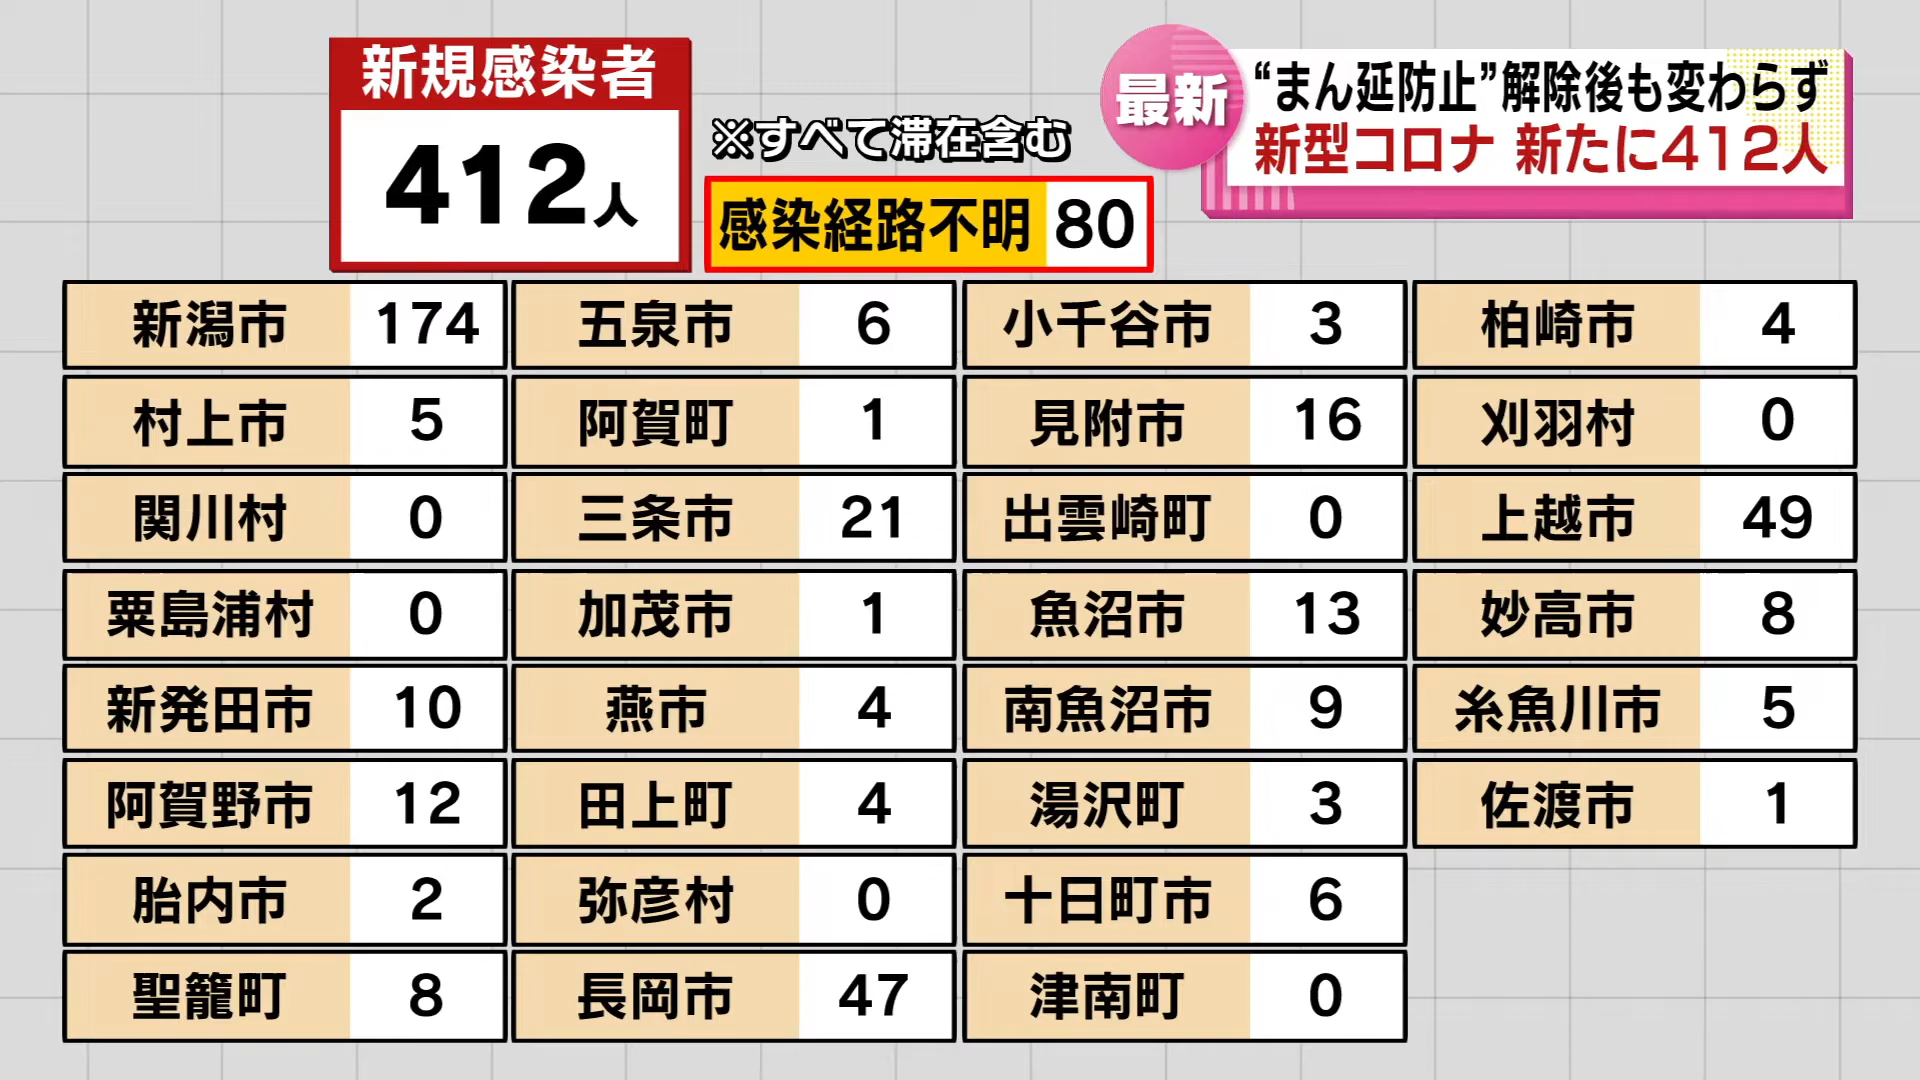 新規感染者
412人
※すべて滞在含む
感染経路不明 80
最新
“まん延防止”解除後も変わらず
新型コロナ 新たに412人
新潟市 174 五泉市 6 小千谷市 3 柏崎市 4
村上市 5 阿賀町 1 見附市 16 刈羽村 0
関川村 0 三条市 21 出雲崎町 0 上越市 49
粟島浦村 0 加茂市 1 魚沼市 13 妙高市 8
新発田市 10 燕市 4 南魚沼市 9 糸魚川市 5
阿賀野市 12 田上町 4 湯沢町 3 佐渡市 1
胎内市 2 弥彦村 0 十日町市 6
聖籠町 8 長岡市 47 津南町 0